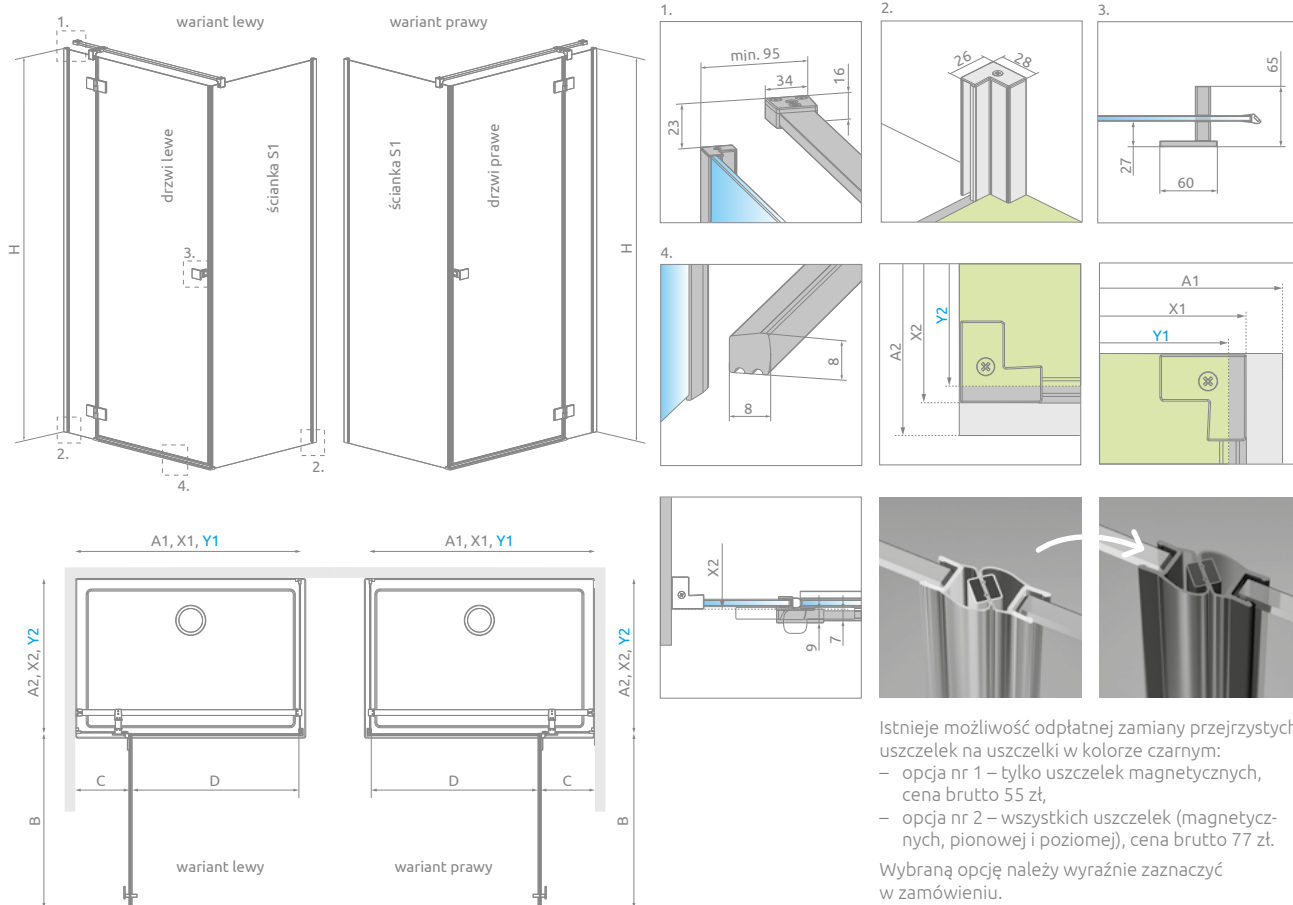 wariant lewy
wariant prawy
1.
drzwi lewe
ścianka S1
ścianka S1
drzwi prawe
H
H
3.
2.
4.
2.
1.
min. 95
34
16
23
2.
26
28
3.
65
27
60
4.
8
8
A2
X2
Y2
A1
X1
Y1
A1, X1, Y1
A1, X1, Y1
A2, X2, Y2
A2, X2, Y2
C
D
D
C
B
B
wariant lewy
wariant prawy
X2
9
7
Istnieje możliwość odpłatnej zamiany przejrzystych
uszczelek na uszczelki w kolorze czarnym:
– opcja nr 1 – tylko uszczelek magnetycznych,
cena brutto 55 zł,
– opcja nr 2 – wszystkich uszczelek (magnetycz-
nych, pionowej i poziomej), cena brutto 77 zł.
Wybraną opcję należy wyraźnie zaznaczyć
w zamówieniu.